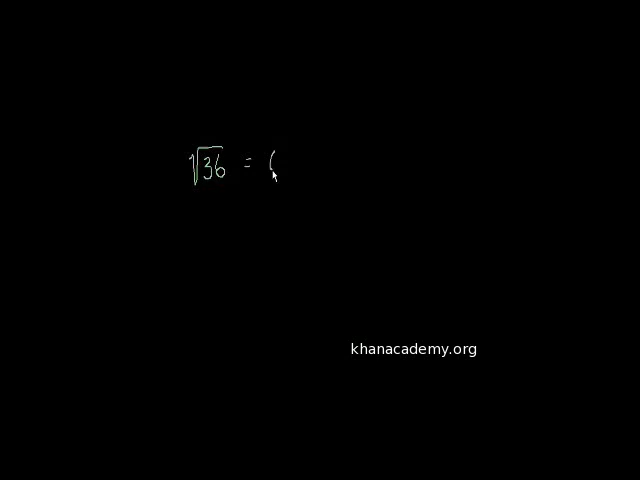 √36 = (
khanacademy.org